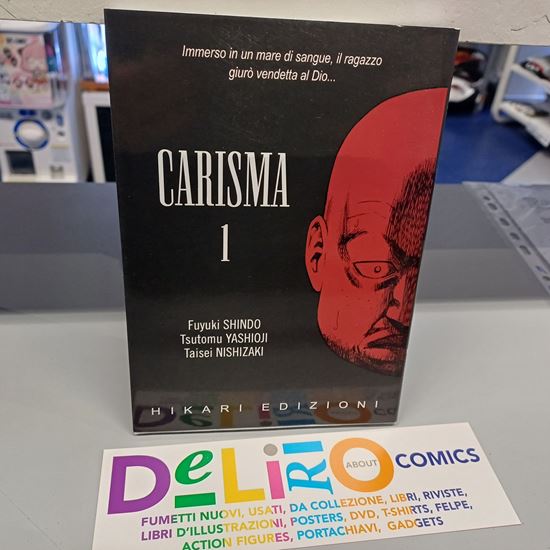 Immerso in un mare di sangue, il ragazzo
giurò vendetta al Dio...
CARISMA
1
Fuyuki SHINDO
Tsutomu YASHIOJI
Taisei NISHIZAKI
HIKARI EDIZIONI
DeLiRiO ABOUT COMICS
FUMETTI NUOVI, USATI, DA COLLEZIONE, LIBRI, RIVISTE,
LIBRI D'ILLUSTRAZIONI, POSTERS, DVD, T-SHIRTS, FELPE,
ACTION FIGURES, PORTACHIAVI, GADGETS